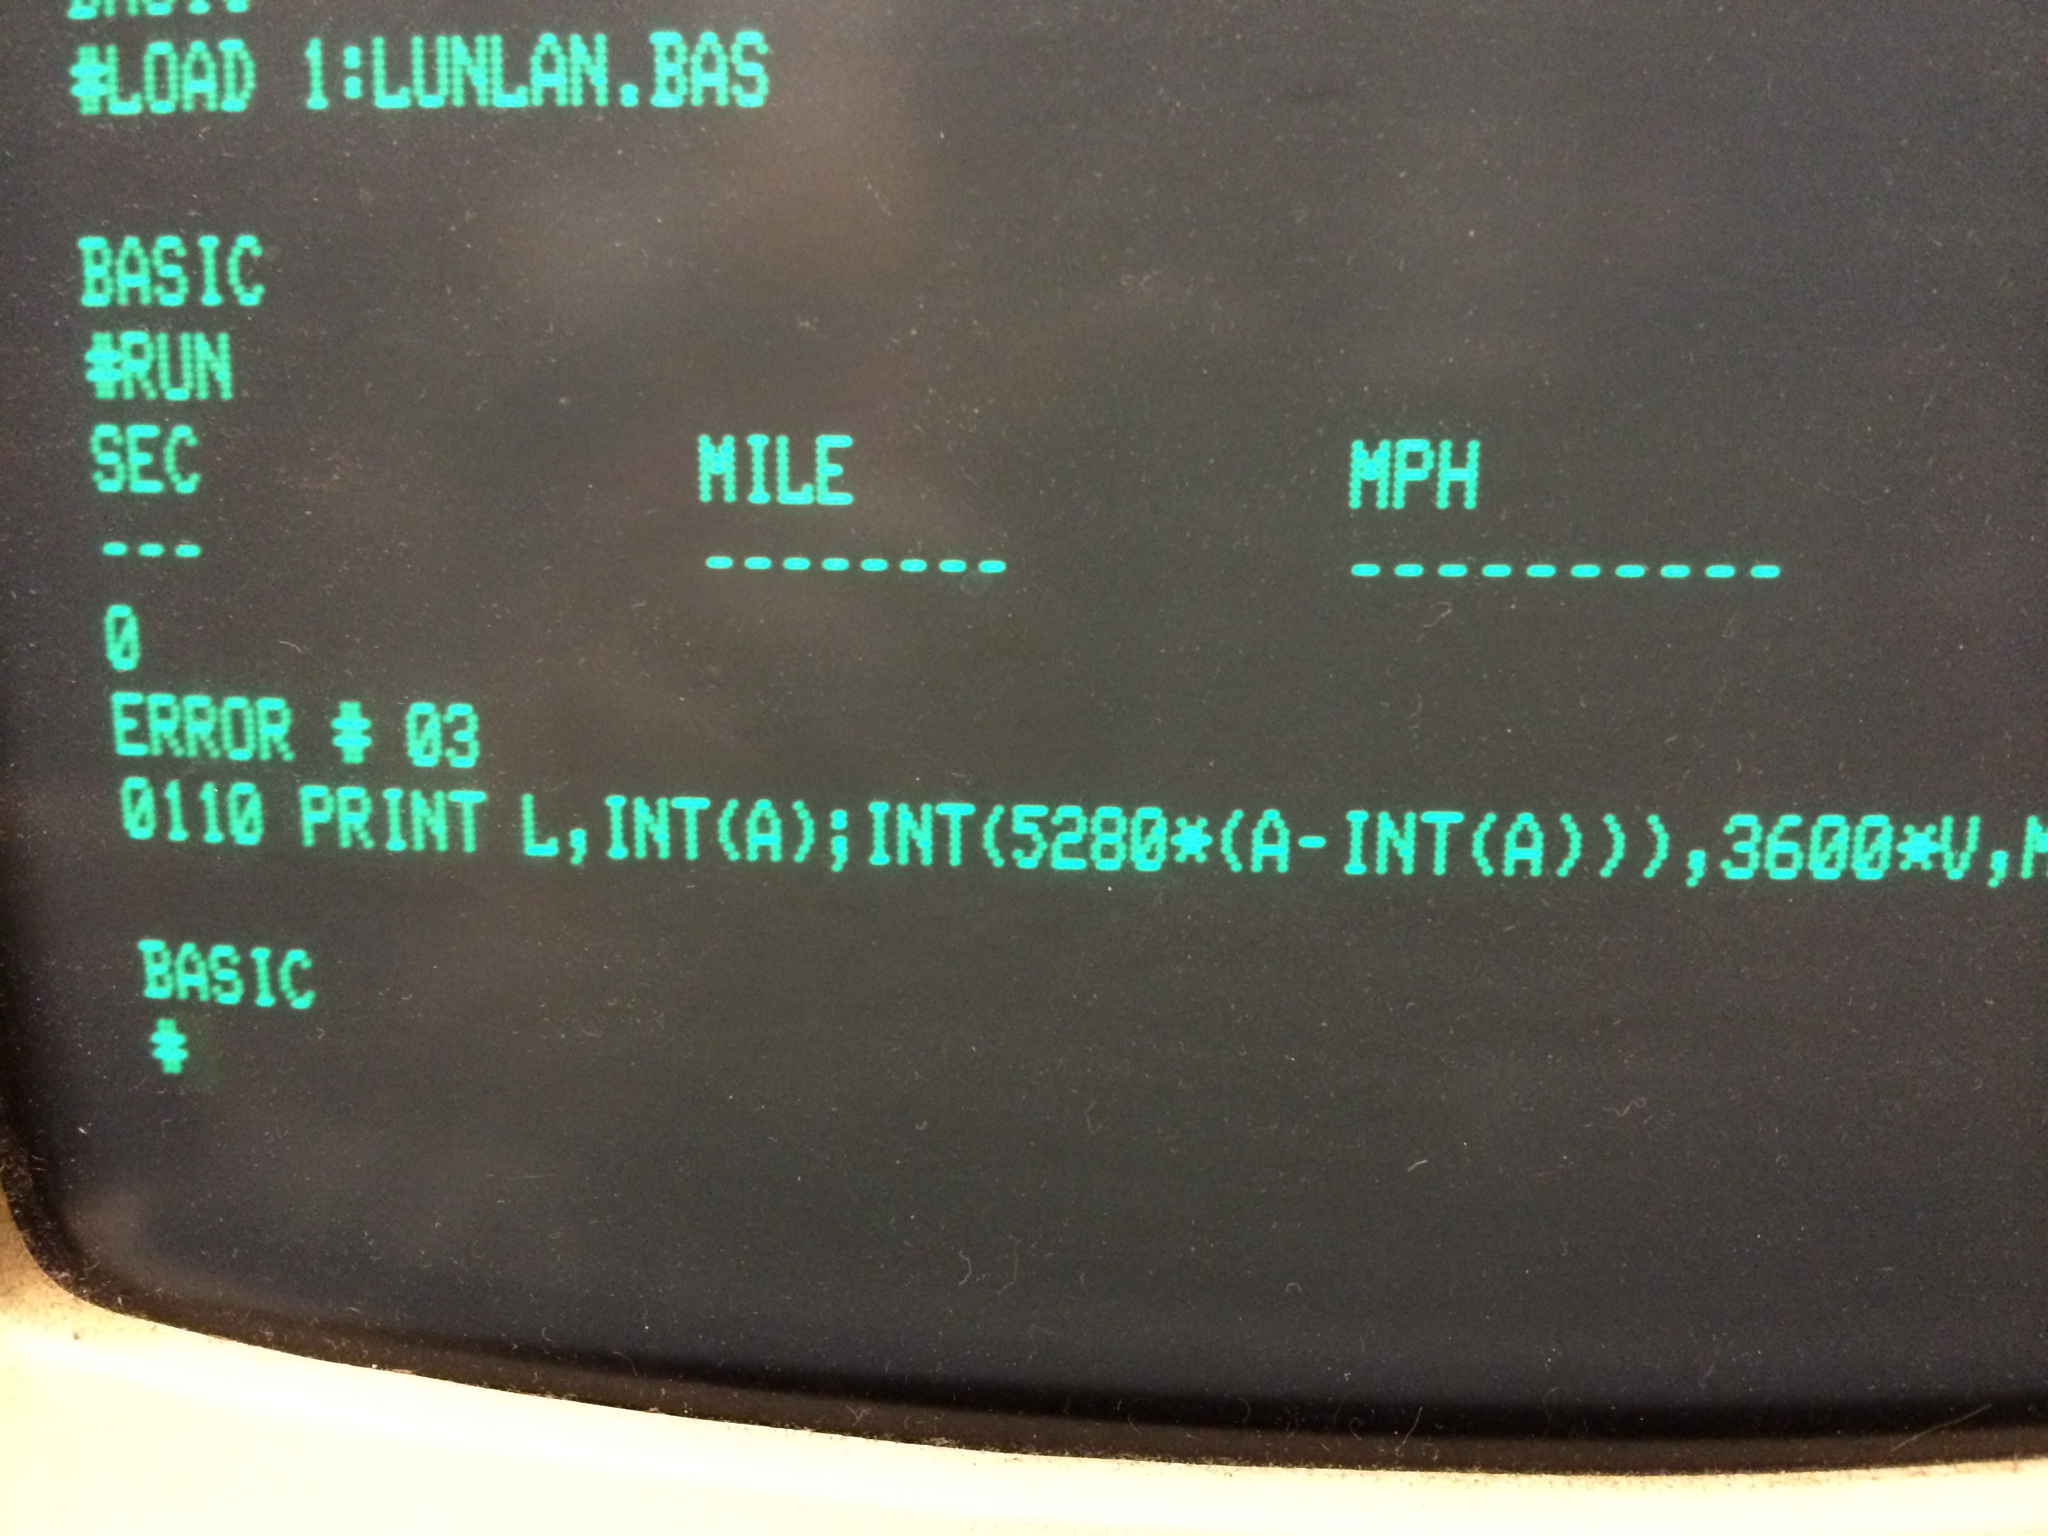 BASIC
#LOAD 1:LUNLAN.BAS
BASIC
#RUN
SEC MILE MPH
--- -------- ----------
0
ERROR # 03
0110 PRINT L,INT(A);INT(5280*(A-INT(A))),3600*V,M
BASIC
#